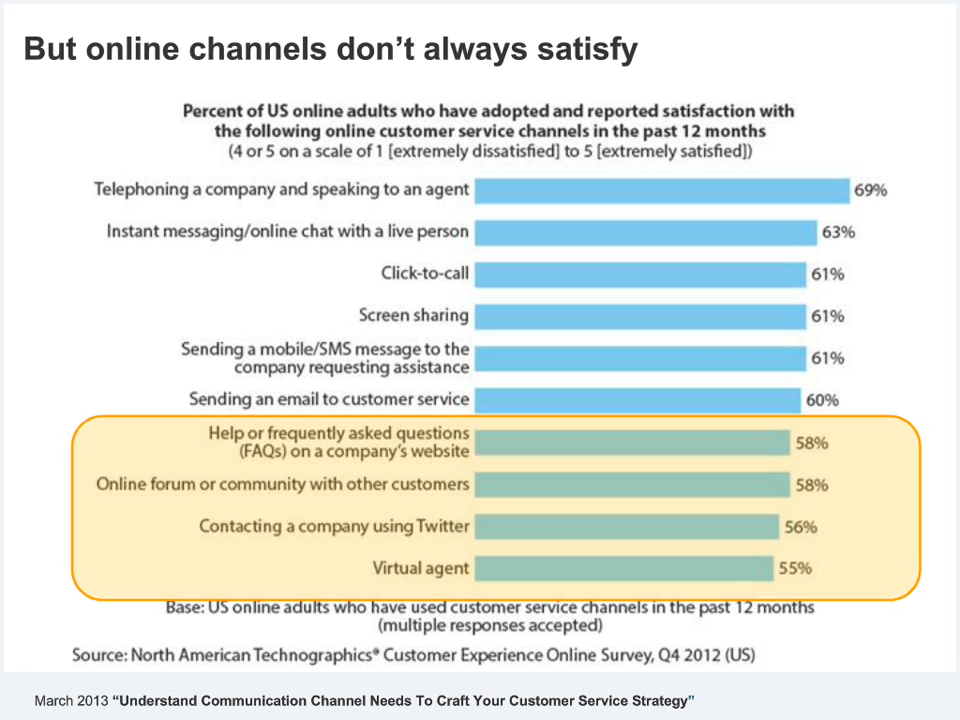 But online channels don’t always satisfy
Percent of US online adults who have adopted and reported satisfaction with
the following online customer service channels in the past 12 months
(4 or 5 on a scale of 1 [extremely dissatisfied] to 5 [extremely satisfied])
Telephoning a company and speaking to an agent 69%
Instant messaging/online chat with a live person 63%
Click-to-call 61%
Screen sharing 61%
Sending a mobile/SMS message to the
company requesting assistance 61%
Sending an email to customer service 60%
Help or frequently asked questions
(FAQs) on a company’s website 58%
Online forum or community with other customers 58%
Contacting a company using Twitter 56%
Virtual agent 55%
Base: US online adults who have used customer service channels in the past 12 months
(multiple responses accepted)
Source: North American Technographics® Customer Experience Online Survey, Q4 2012 (US)
March 2013 “Understand Communication Channel Needs To Craft Your Customer Service Strategy”